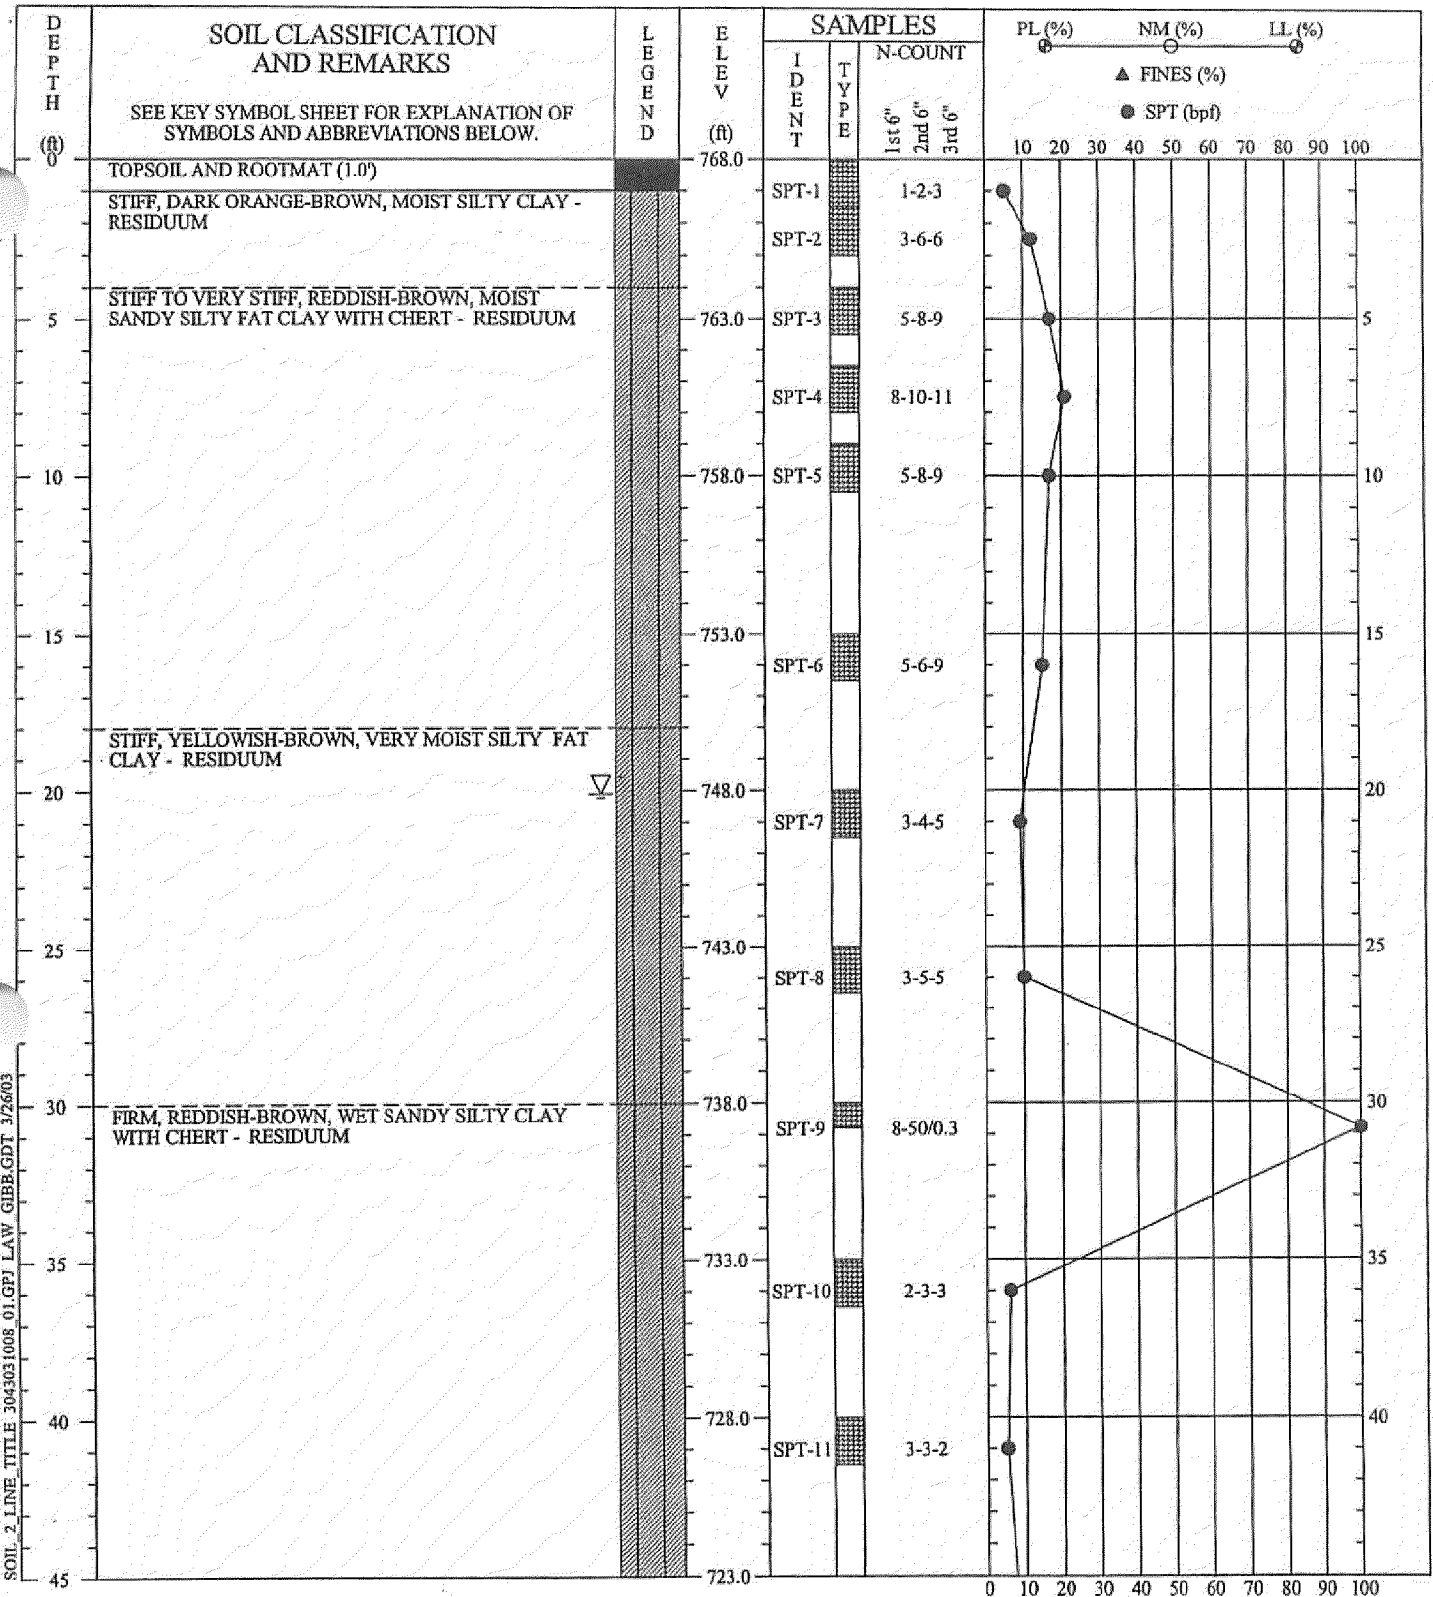 DEPTH
(ft)
SOIL CLASSIFICATION
AND REMARKS
SEE KEY SYMBOL SHEET FOR EXPLANATION OF
SYMBOLS AND ABBREVIATIONS BELOW.
LEGEND
ELEV
(ft)
SAMPLES
IDENT
TYPE
N-COUNT
1st 6"
2nd 6"
3rd 6"
PL (%) NM (%) LL (%)
▲ FINES (%)
● SPT (bpf)
10 20 30 40 50 60 70 80 90 100
0 768.0
TOPSOIL AND ROOTMAT (1.0')
SPT-1 1-2-3
STIFF, DARK ORANGE-BROWN, MOIST SILTY CLAY -
RESIDUUM
SPT-2 3-6-6
STIFF TO VERY STIFF, REDDISH-BROWN, MOIST
SANDY SILTY FAT CLAY WITH CHERT - RESIDUUM
5 763.0 SPT-3 5-8-9 5
SPT-4 8-10-11
10 758.0 SPT-5 5-8-9 10
15 753.0 15
SPT-6 5-6-9
STIFF, YELLOWISH-BROWN, VERY MOIST SILTY FAT
CLAY - RESIDUUM
20 748.0 20
SPT-7 3-4-5
25 743.0 25
SPT-8 3-5-5
30 738.0 30
FIRM, REDDISH-BROWN, WET SANDY SILTY CLAY
WITH CHERT - RESIDUUM
SPT-9 8-50/0.3
35 733.0 35
SPT-10 2-3-3
40 728.0 40
SPT-11 3-3-2
45 723.0
0 10 20 30 40 50 60 70 80 90 100
SOIL_2_LINE_TITLE 3043031008_01.GPJ LAW_GIBB.GDT 3/26/03